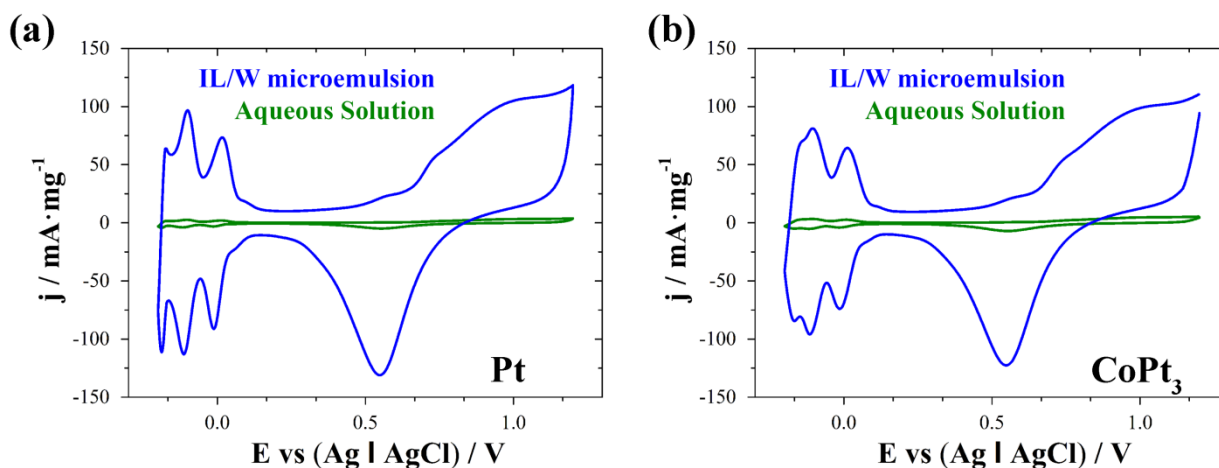 (a)
150
100
50
0
-50
-100
-150
j / mA·mg⁻¹
IL/W microemulsion
Aqueous Solution
Pt
0.0 0.5 1.0
E vs (Ag | AgCl) / V
(b)
150
100
50
0
-50
-100
-150
j / mA·mg⁻¹
IL/W microemulsion
Aqueous Solution
CoPt₃
0.0 0.5 1.0
E vs (Ag | AgCl) / V